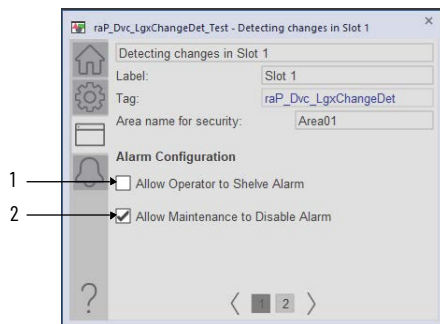 raP_Dvc_LgxChangeDet_Test - Detecting changes in Slot 1
Detecting changes in Slot 1
Label: Slot 1
Tag: raP_Dvc_LgxChangeDet
Area name for security: Area01
Alarm Configuration
1 Allow Operator to Shelve Alarm
2 Allow Maintenance to Disable Alarm
? 1 2